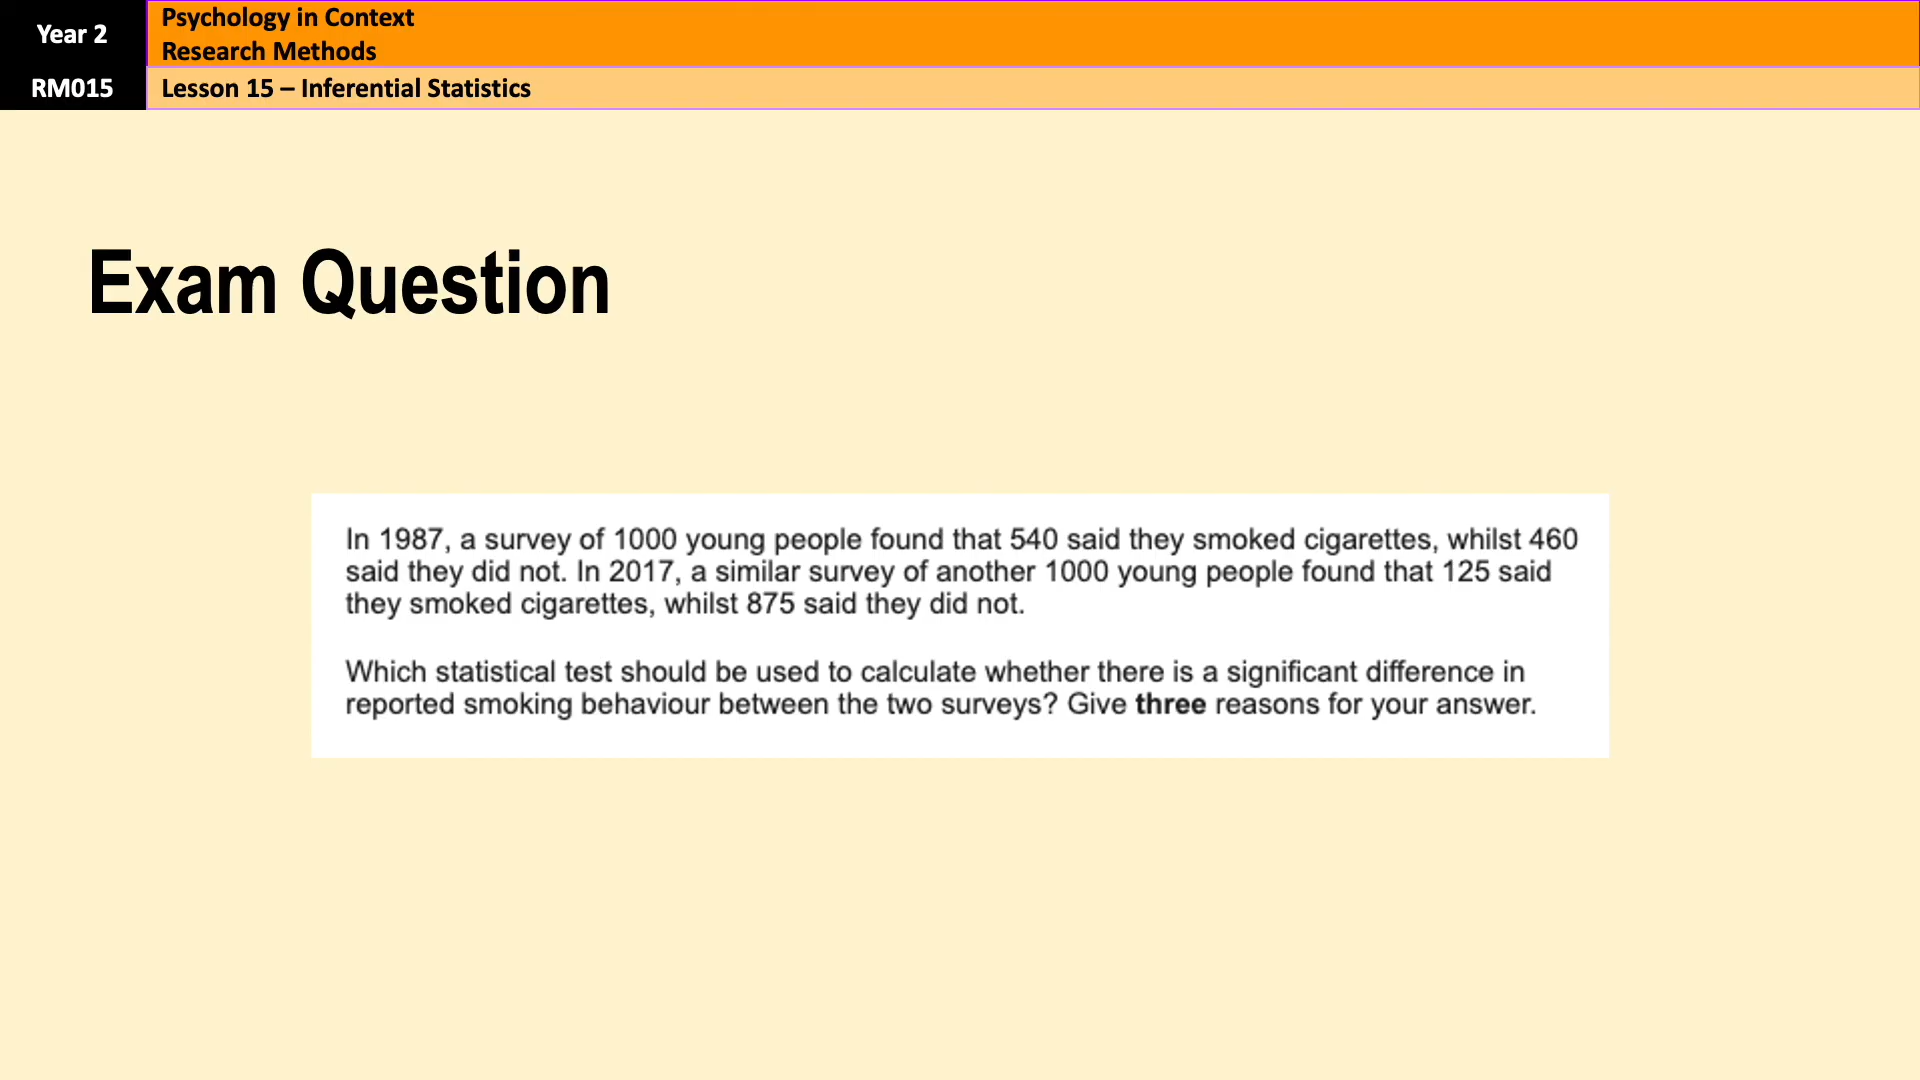 Year 2
Psychology in Context
Research Methods
RM015
Lesson 15 – Inferential Statistics
Exam Question
In 1987, a survey of 1000 young people found that 540 said they smoked cigarettes, whilst 460
said they did not. In 2017, a similar survey of another 1000 young people found that 125 said
they smoked cigarettes, whilst 875 said they did not.
Which statistical test should be used to calculate whether there is a significant difference in
reported smoking behaviour between the two surveys? Give three reasons for your answer.